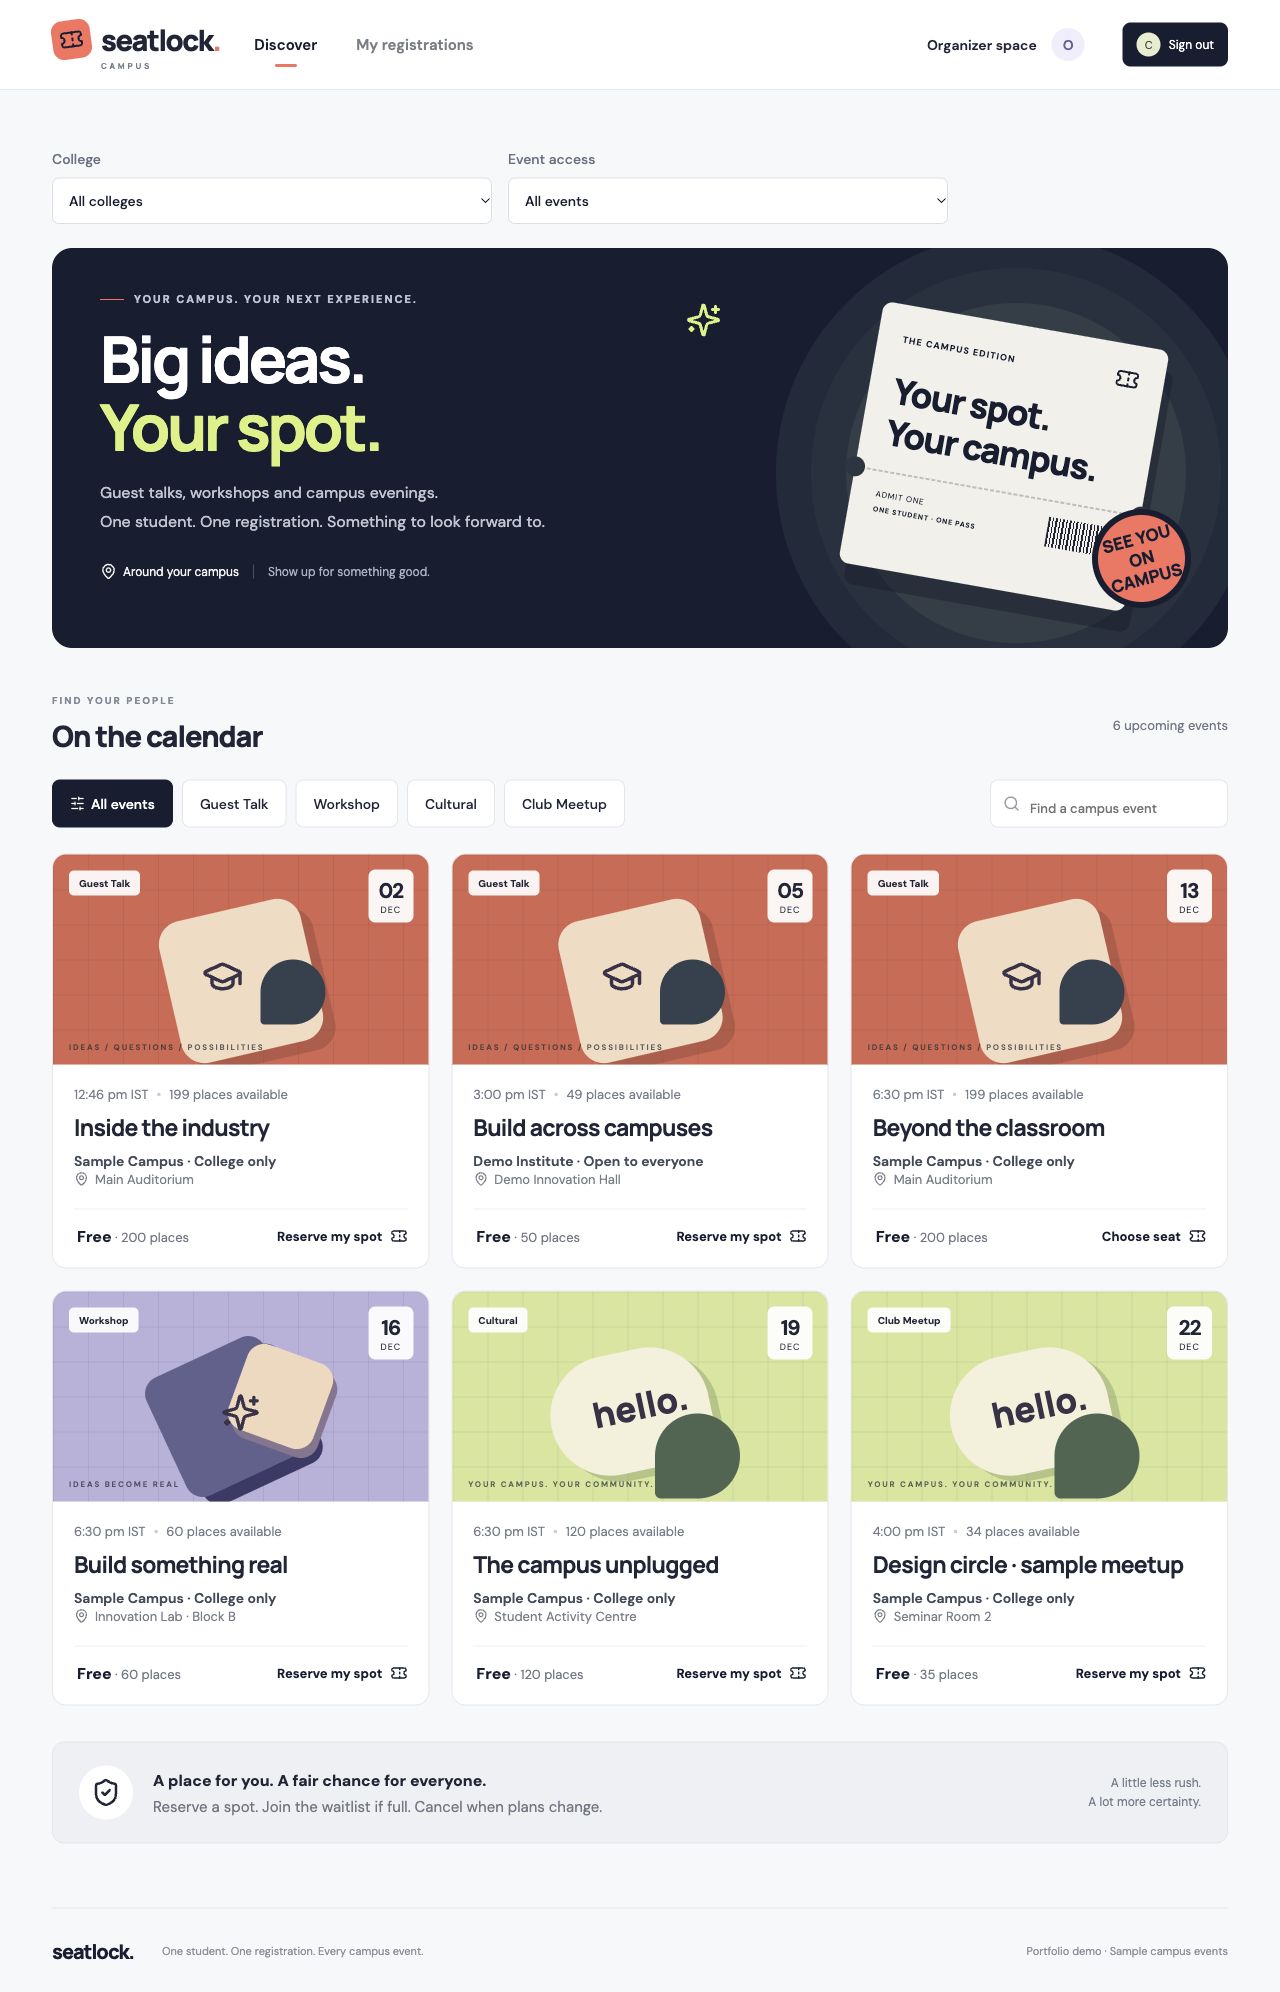 seatlock.
CAMPUS
Discover
My registrations
Organizer space
O
C
Sign out
College
Event access
All colleges
All events
YOUR CAMPUS. YOUR NEXT EXPERIENCE.
Big ideas.
Your spot.
Guest talks, workshops and campus evenings.
One student. One registration. Something to look forward to.
Around your campus
Show up for something good.
THE CAMPUS EDITION
Your spot.
Your campus.
ADMIT ONE
ONE STUDENT · ONE PASS
SEE YOU
ON
CAMPUS
FIND YOUR PEOPLE
On the calendar
6 upcoming events
All events
Guest Talk
Workshop
Cultural
Club Meetup
Find a campus event
Guest Talk
02
DEC
IDEAS / QUESTIONS / POSSIBILITIES
12:46 pm IST • 199 places available
Inside the industry
Sample Campus · College only
Main Auditorium
Free · 200 places
Reserve my spot
Guest Talk
05
DEC
IDEAS / QUESTIONS / POSSIBILITIES
3:00 pm IST • 49 places available
Build across campuses
Demo Institute · Open to everyone
Demo Innovation Hall
Free · 50 places
Reserve my spot
Guest Talk
13
DEC
IDEAS / QUESTIONS / POSSIBILITIES
6:30 pm IST • 199 places available
Beyond the classroom
Sample Campus · College only
Main Auditorium
Free · 200 places
Choose seat
Workshop
16
DEC
IDEAS BECOME REAL
6:30 pm IST • 60 places available
Build something real
Sample Campus · College only
Innovation Lab · Block B
Free · 60 places
Reserve my spot
Cultural
19
DEC
hello.
YOUR CAMPUS. YOUR COMMUNITY.
6:30 pm IST • 120 places available
The campus unplugged
Sample Campus · College only
Student Activity Centre
Free · 120 places
Reserve my spot
Club Meetup
22
DEC
hello.
YOUR CAMPUS. YOUR COMMUNITY.
4:00 pm IST • 34 places available
Design circle · sample meetup
Sample Campus · College only
Seminar Room 2
Free · 35 places
Reserve my spot
A place for you. A fair chance for everyone.
Reserve a spot. Join the waitlist if full. Cancel when plans change.
A little less rush.
A lot more certainty.
seatlock.
One student. One registration. Every campus event.
Portfolio demo · Sample campus events